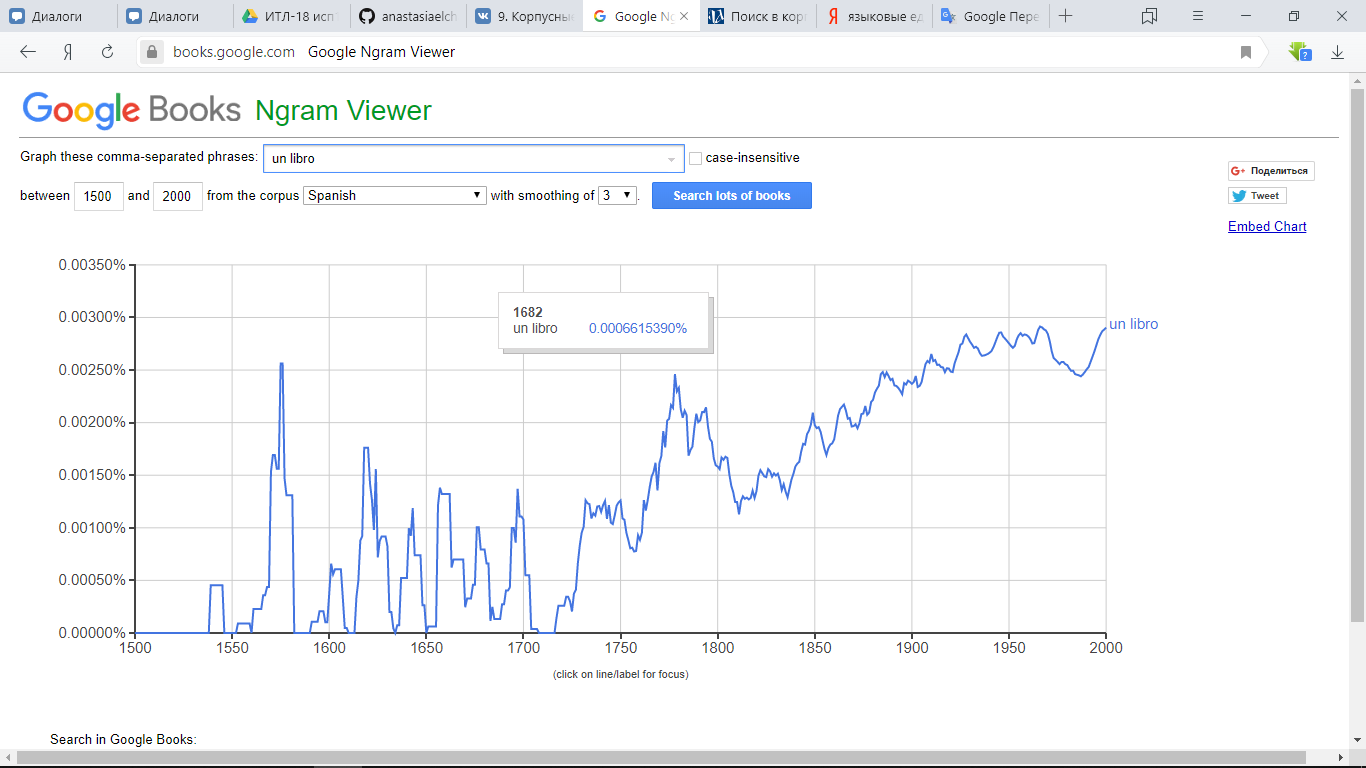 Диалоги Диалоги ИТЛ-18 исп anastasiaelch 9. Корпусны Google Ng Поиск в кор языковые ед Google Пере
Я books.google.com Google Ngram Viewer
Google Books Ngram Viewer
Graph these comma-separated phrases: un libro case-insensitive
between 1500 and 2000 from the corpus Spanish with smoothing of 3. Search lots of books
Поделиться
Tweet
Embed Chart
0.00350%
0.00300%
0.00250%
0.00200%
0.00150%
0.00100%
0.00050%
0.00000%
1682
un libro 0.0006615390%
un libro
1500 1550 1600 1650 1700 1750 1800 1850 1900 1950 2000
(click on line/label for focus)
Search in Google Books: